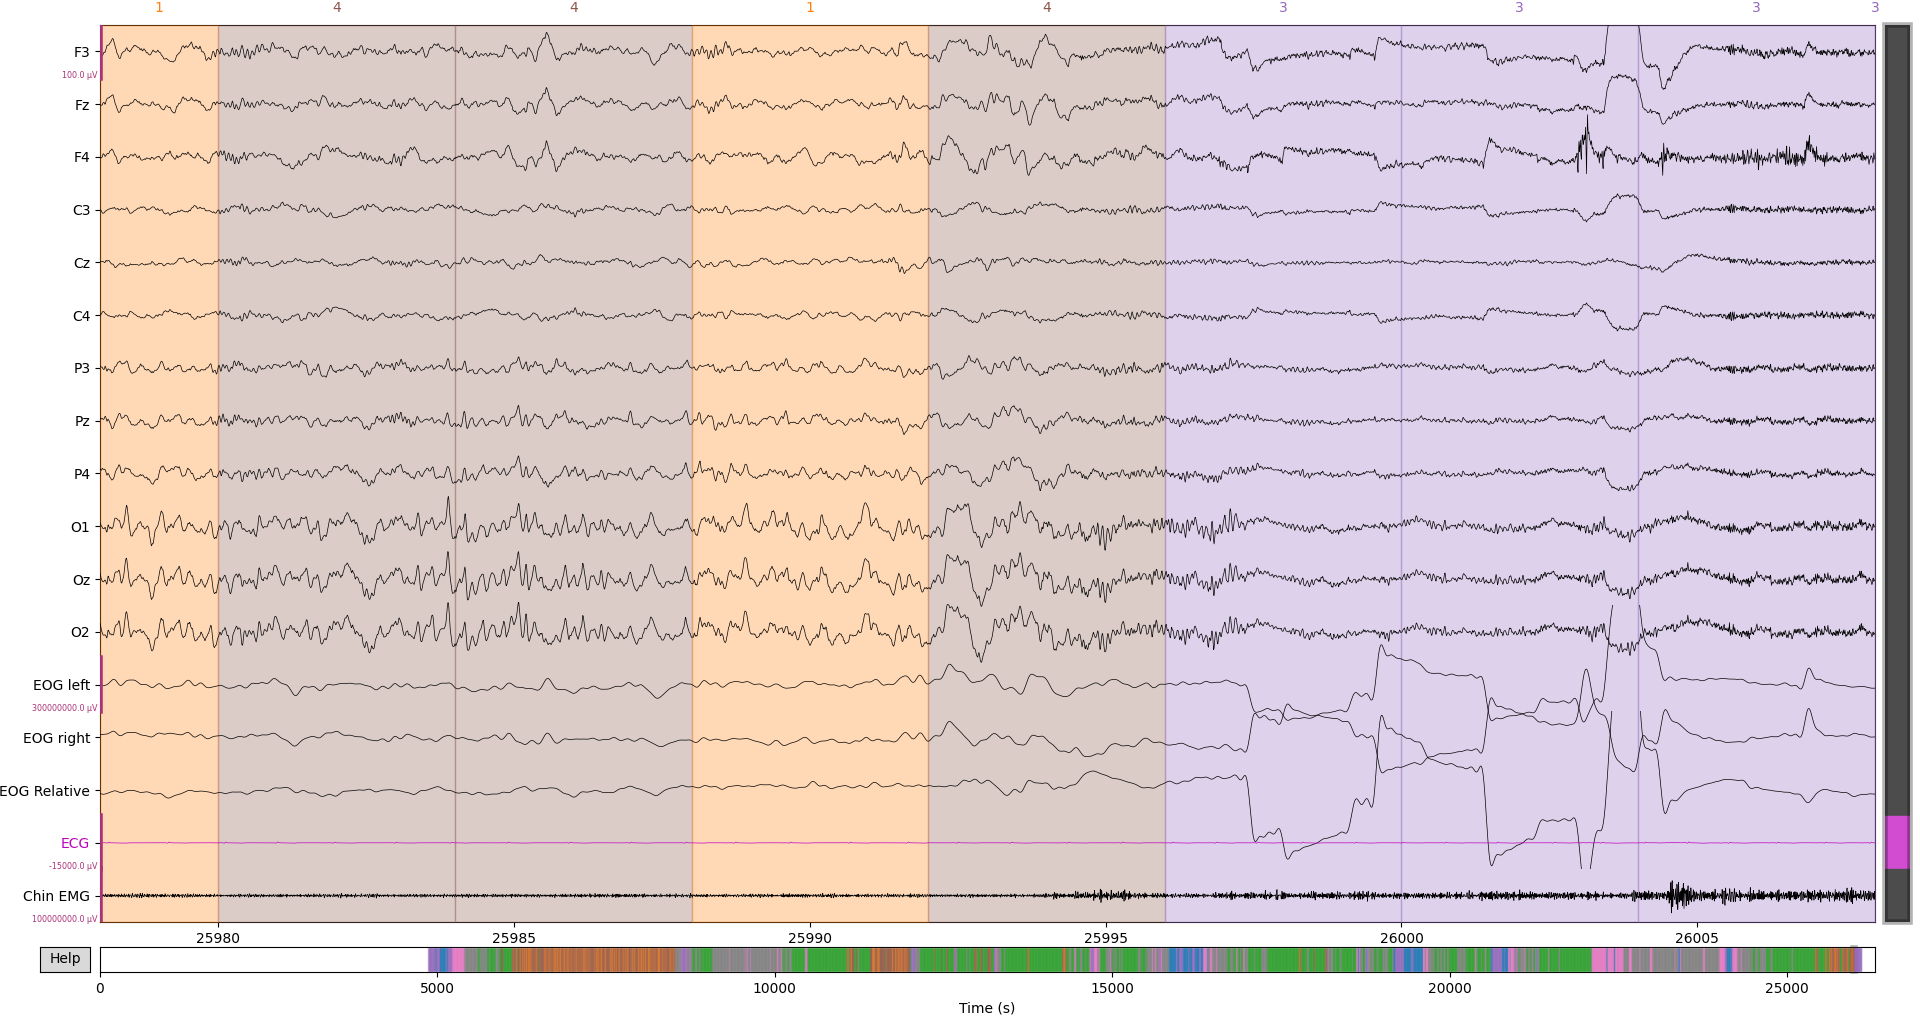 1 4 4 1 4 3 3 3 3
F3
100.0 µV
Fz
F4
C3
Cz
C4
P3
Pz
P4
O1
Oz
O2
EOG left
300000000.0 µV
EOG right
EOG Relative
ECG
-15000.0 µV
Chin EMG
100000000.0 µV
25980 25985 25990 25995 26000 26005
Help
0 5000 10000 15000 20000 25000
Time (s)